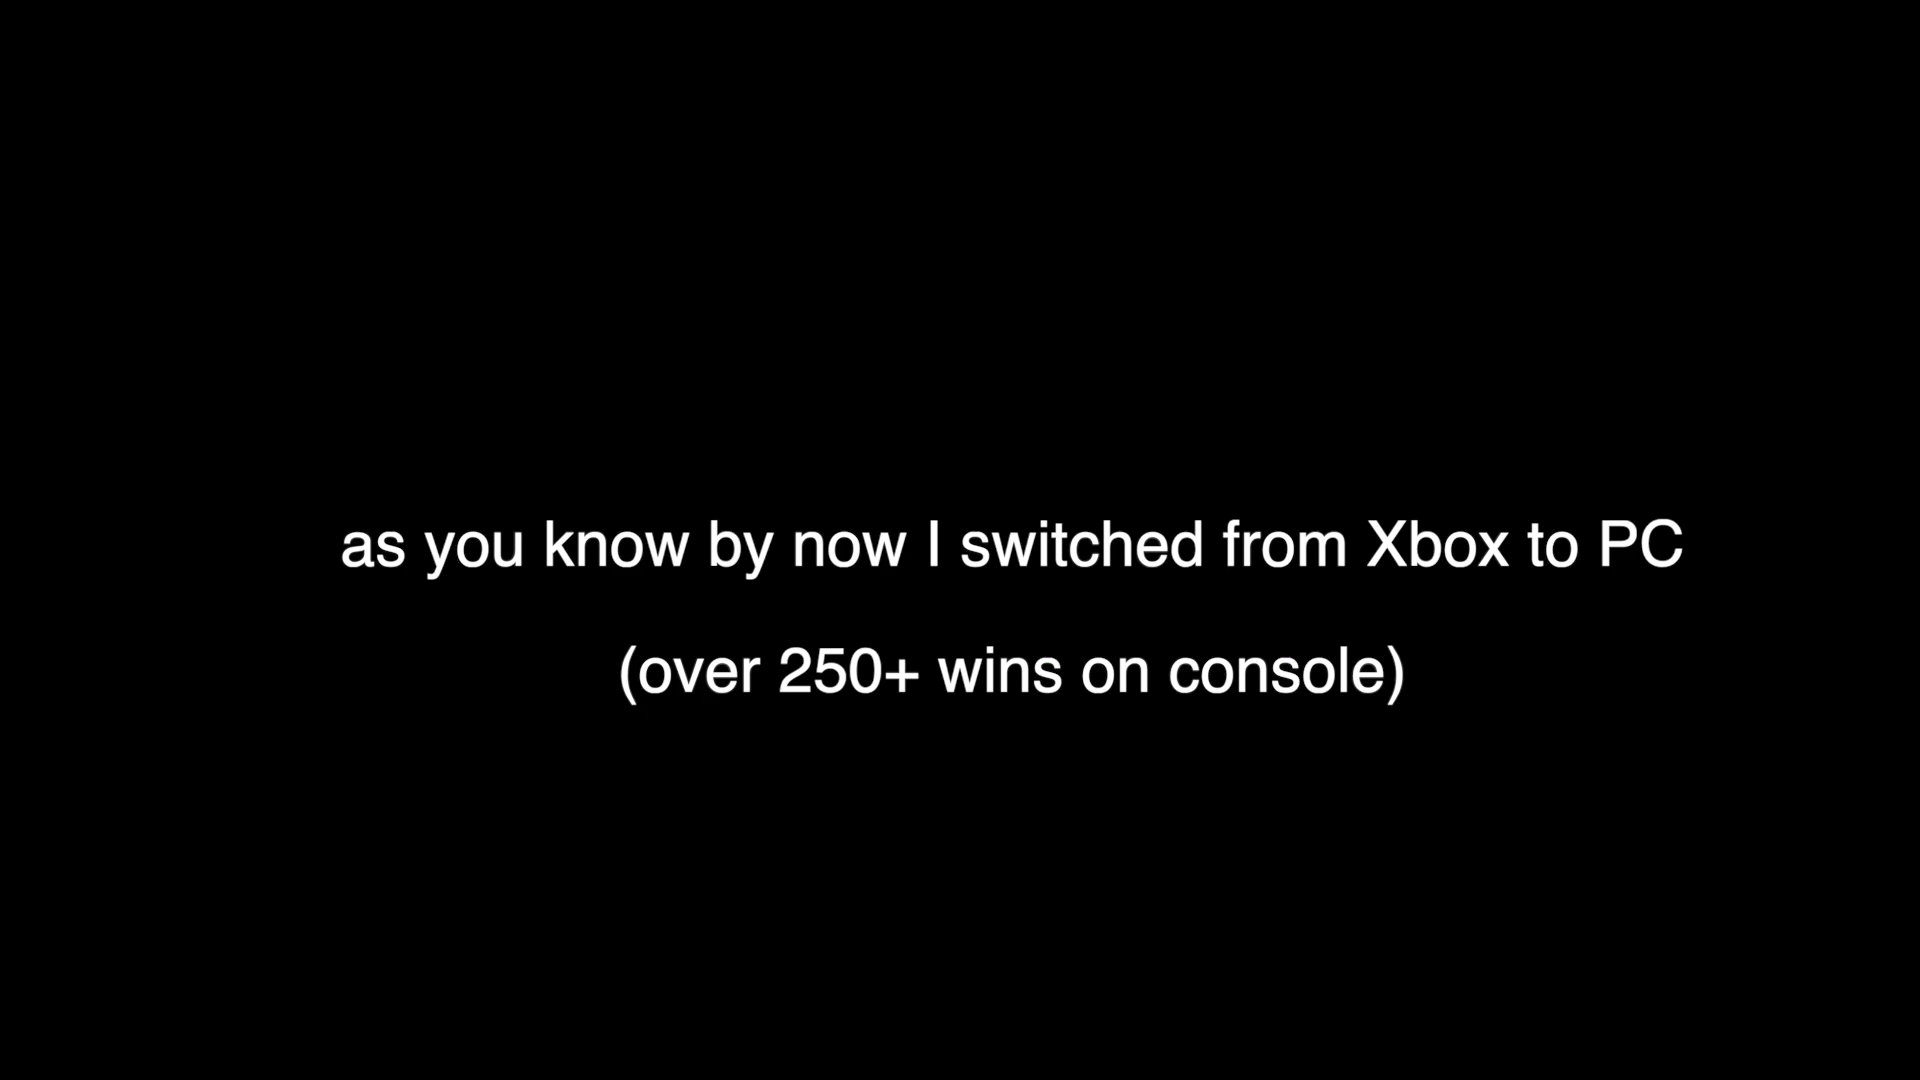 as you know by now I switched from Xbox to PC
(over 250+ wins on console)